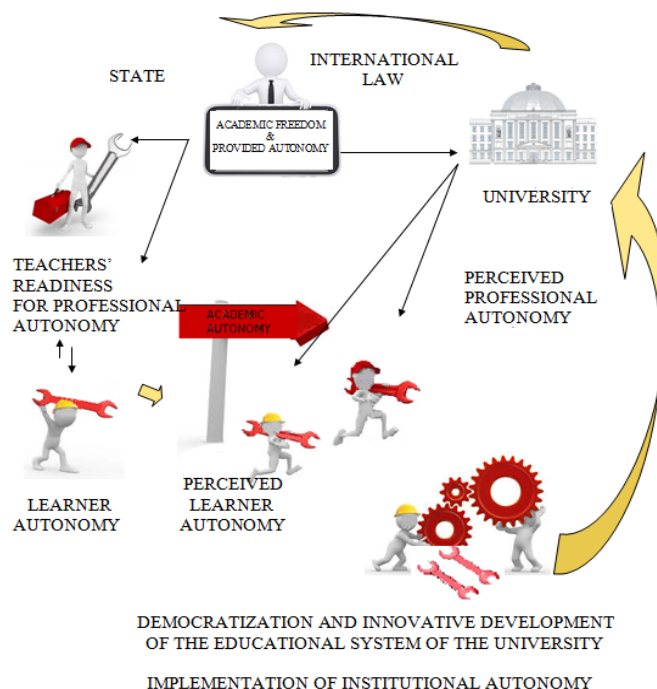 STATE
INTERNATIONAL
LAW
ACADEMIC FREEDOM
&
PROVIDED AUTONOMY
UNIVERSITY
TEACHERS’
READINESS
FOR PROFESSIONAL
AUTONOMY
PERCEIVED
PROFESSIONAL
AUTONOMY
ACADEMIC
AUTONOMY
LEARNER
AUTONOMY
PERCEIVED
LEARNER
AUTONOMY
DEMOCRATIZATION AND INNOVATIVE DEVELOPMENT
OF THE EDUCATIONAL SYSTEM OF THE UNIVERSITY
IMPLEMENTATION OF INSTITUTIONAL AUTONOMY